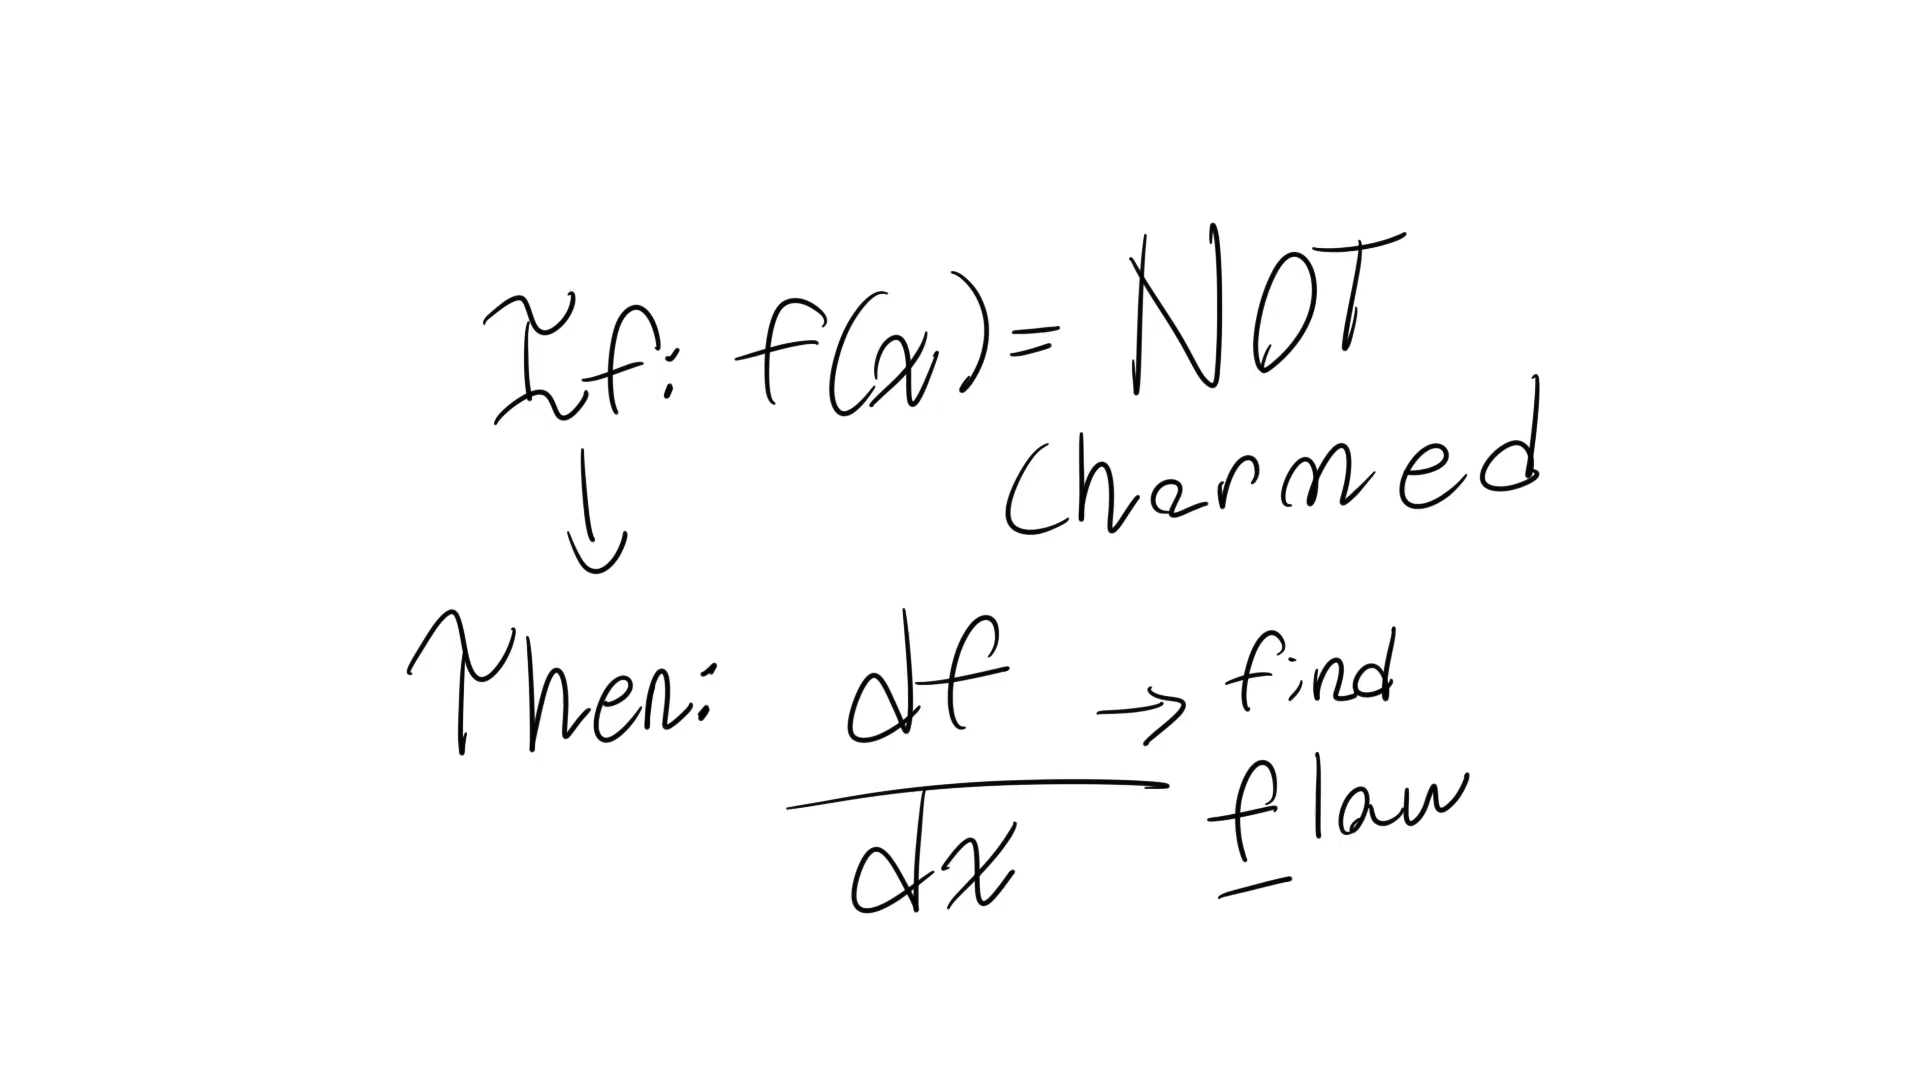 If: f(x) = NOT
Charmed
↓
Then: df/dx → find
flaw